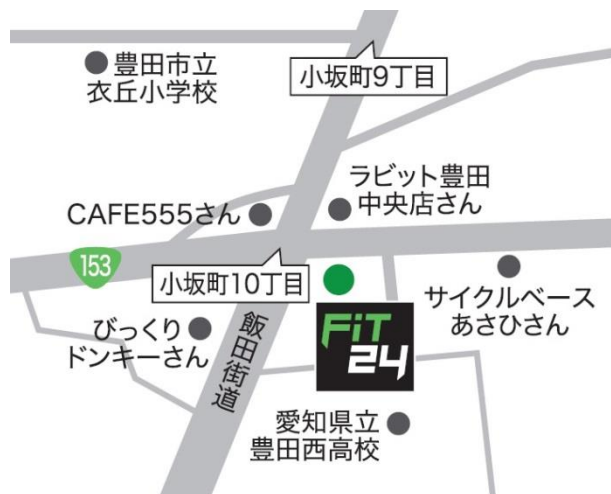 豊田市立
衣丘小学校
小坂町9丁目
ラビット豊田
中央店さん
CAFE555さん
153
小坂町10丁目
サイクルベース
あさひさん
びっくり
ドンキーさん
飯田街道
FiT
24
愛知県立
豊田西高校